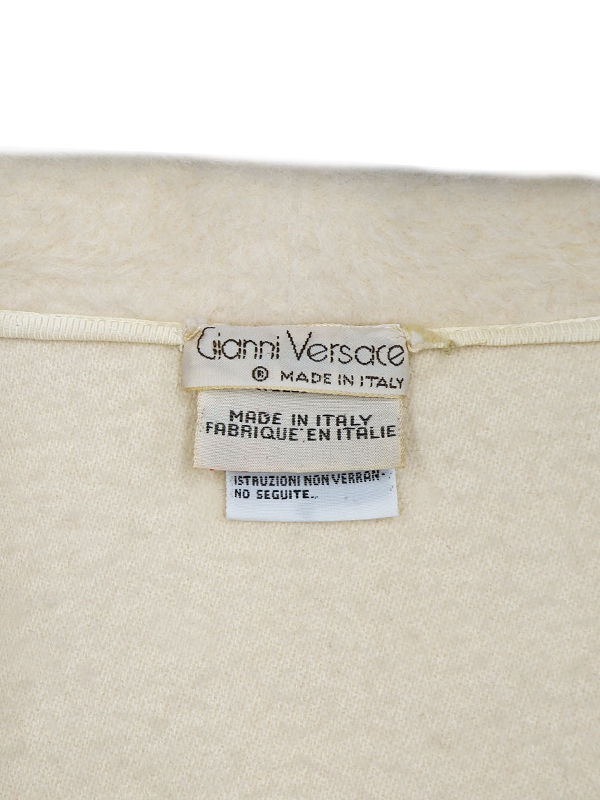 Gianni Versace
® MADE IN ITALY
MADE IN ITALY
FABRIQUE EN ITALIE
ISTRUZIONI NON VERRAN-
NO SEGUITE.